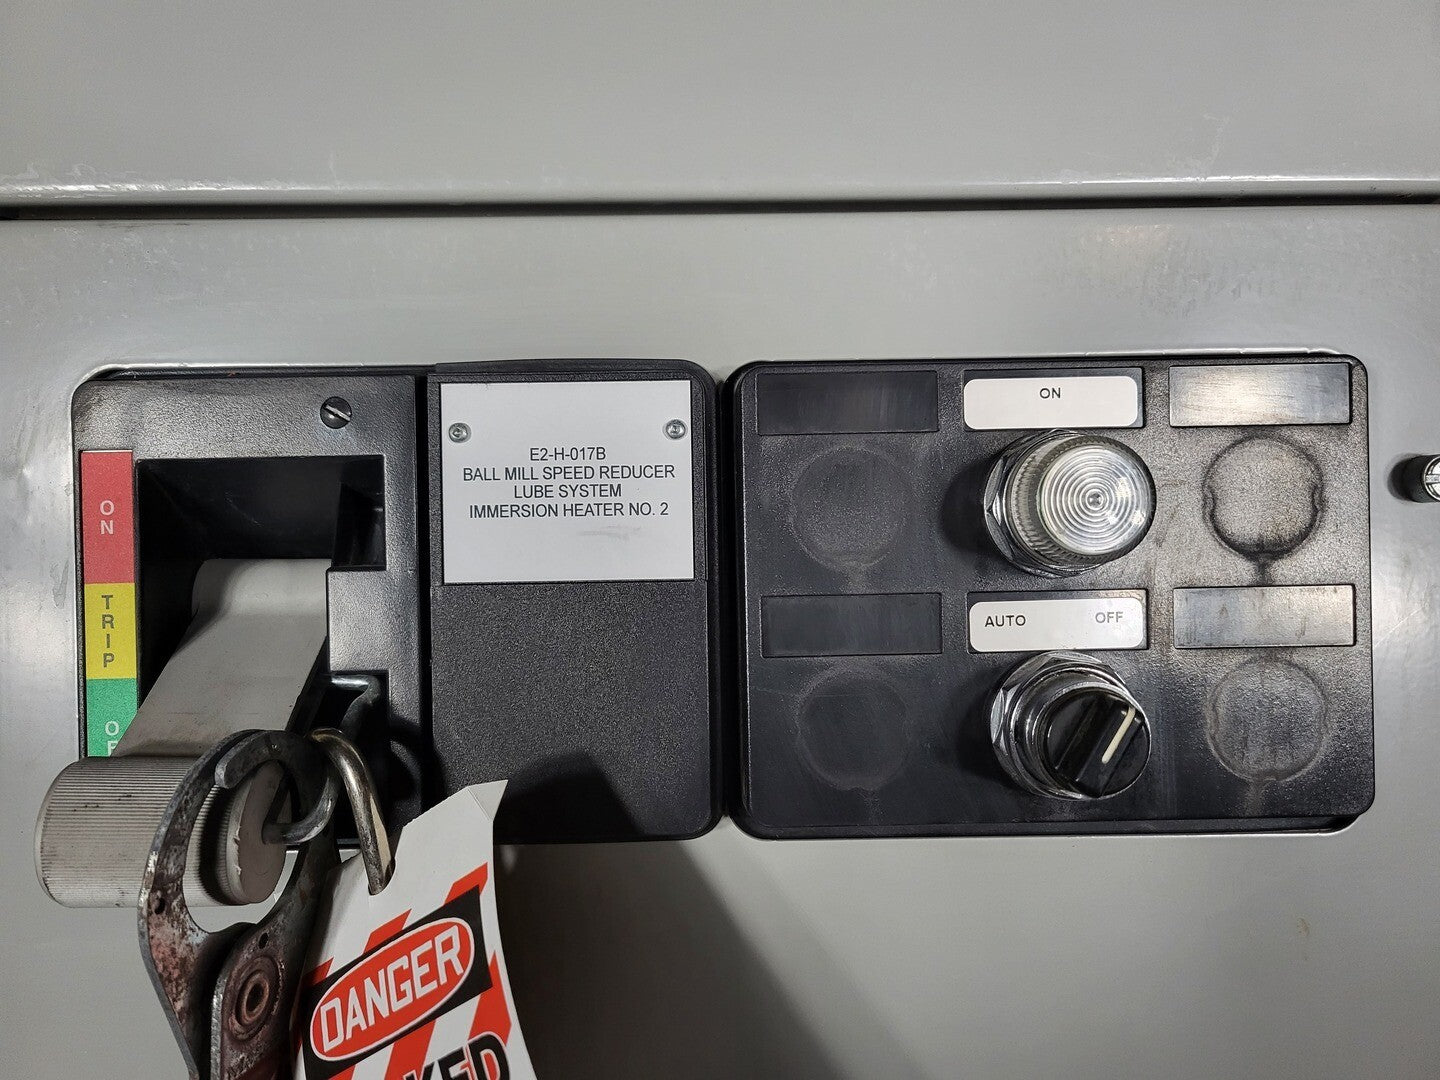 ON
TRIP
E2-H-017B
BALL MILL SPEED REDUCER
LUBE SYSTEM
IMMERSION HEATER NO. 2
ON
AUTO OFF
DANGER